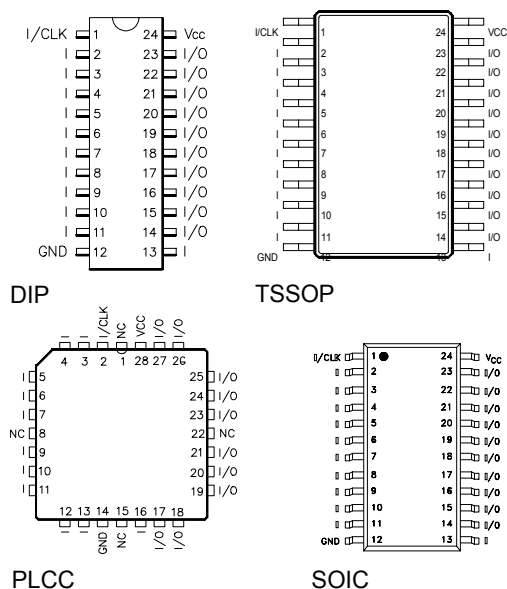 I/CLK 1 24 Vcc
I 2 23 I/O
I 3 22 I/O
I 4 21 I/O
I 5 20 I/O
I 6 19 I/O
I 7 18 I/O
I 8 17 I/O
I 9 16 I/O
I 10 15 I/O
I 11 14 I/O
GND 12 13 I
DIP
I/CLK 1 24 VCC
I 2 23 I/O
I 3 22 I/O
I 4 21 I/O
I 5 20 I/O
I 6 19 I/O
I 7 18 I/O
I 8 17 I/O
I 9 16 I/O
I 10 15 I/O
I 11 14 I/O
GND 12 13 I
TSSOP
I I I/CLK NC VCC I/O I/O
4 3 2 1 28 27 26
I 5 25 I/O
I 6 24 I/O
I 7 23 I/O
NC 8 22 NC
I 9 21 I/O
I 10 20 I/O
I 11 19 I/O
12 13 14 15 16 17 18
I I GND NC I I/O I/O
PLCC
I/CLK 1 24 VCC
I 2 23 I/O
I 3 22 I/O
I 4 21 I/O
I 5 20 I/O
I 6 19 I/O
I 7 18 I/O
I 8 17 I/O
I 9 16 I/O
I 10 15 I/O
I 11 14 I/O
GND 12 13 I
SOIC